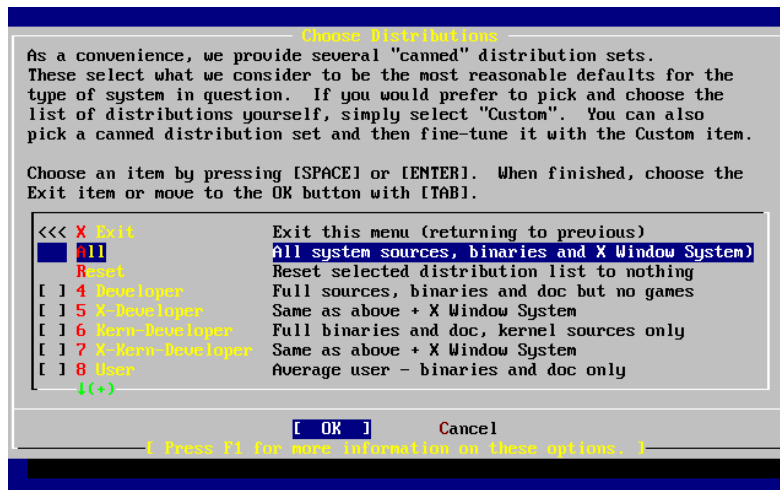 Choose Distributions
As a convenience, we provide several "canned" distribution sets.
These select what we consider to be the most reasonable defaults for the
type of system in question.  If you would prefer to pick and choose the
list of distributions yourself, simply select "Custom".  You can also
pick a canned distribution set and then fine-tune it with the Custom item.
Choose an item by pressing [SPACE] or [ENTER].  When finished, choose the
Exit item or move to the OK button with [TAB].
<<< X Exit Exit this menu (returning to previous)
All All system sources, binaries and X Window System)
Reset Reset selected distribution list to nothing
[ ] 4 Developer Full sources, binaries and doc but no games
[ ] 5 X-Developer Same as above + X Window System
[ ] 6 Kern-Developer Full binaries and doc, kernel sources only
[ ] 7 X-Kern-Developer Same as above + X Window System
[ ] 8 User Average user - binaries and doc only
↓(+)
[ OK ] Cancel
[ Press F1 for more information on these options. ]